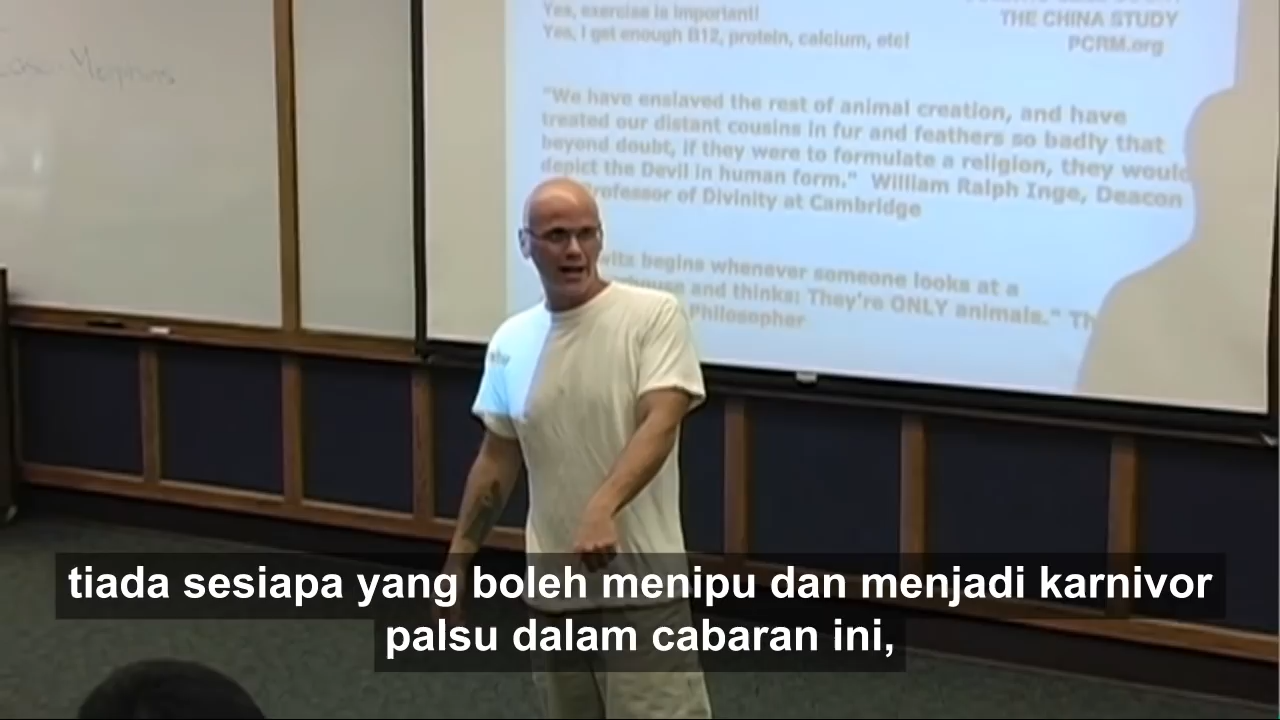 Yes, exercise is important!
THE CHINA STUDY
Yes, I get enough B12, protein, calcium, etc!
PCRM.org
"We have enslaved the rest of animal creation, and have
treated our distant cousins in fur and feathers so badly that
beyond doubt, if they were to formulate a religion, they would
depict the Devil in human form." William Ralph Inge, Deacon
rofessor of Divinity at Cambridge
begins whenever someone looks at a
and thinks: They're ONLY animals."
Philosopher
tiada sesiapa yang boleh menipu dan menjadi karnivor
palsu dalam cabaran ini,